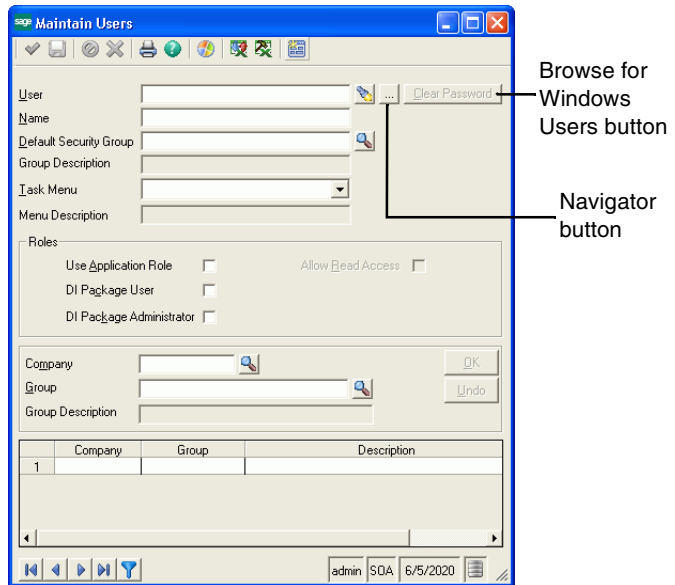 sage Maintain Users
User
... Clear Password
Name
Default Security Group
Group Description
Task Menu
Menu Description
Browse for
Windows
Users button
Navigator
button
Roles
Use Application Role
Allow Read Access
DI Package User
DI Package Administrator
Company
OK
Group
Undo
Group Description
Company Group Description
1
admin SOA 6/5/2020